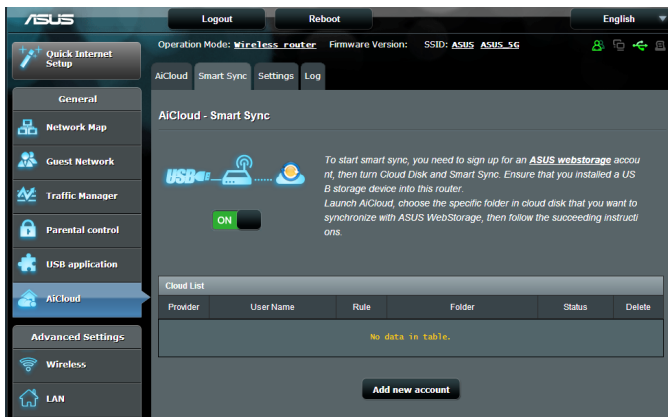 ASUS
Logout
Reboot
English
Quick Internet
Setup
Operation Mode: Wireless router Firmware Version: SSID: ASUS ASUS_5G
AiCloud
Smart Sync
Settings
Log
General
Network Map
Guest Network
Traffic Manager
Parental control
USB application
AiCloud
Advanced Settings
Wireless
LAN
AiCloud - Smart Sync
USB
ON
To start smart sync, you need to sign up for an ASUS webstorage accou
nt, then turn Cloud Disk and Smart Sync. Ensure that you installed a US
B storage device into this router.
Launch AiCloud, choose the specific folder in cloud disk that you want to
synchronize with ASUS WebStorage, then follow the succeeding instructi
ons.
Cloud List
Provider User Name Rule Folder Status Delete
No data in table.
Add new account